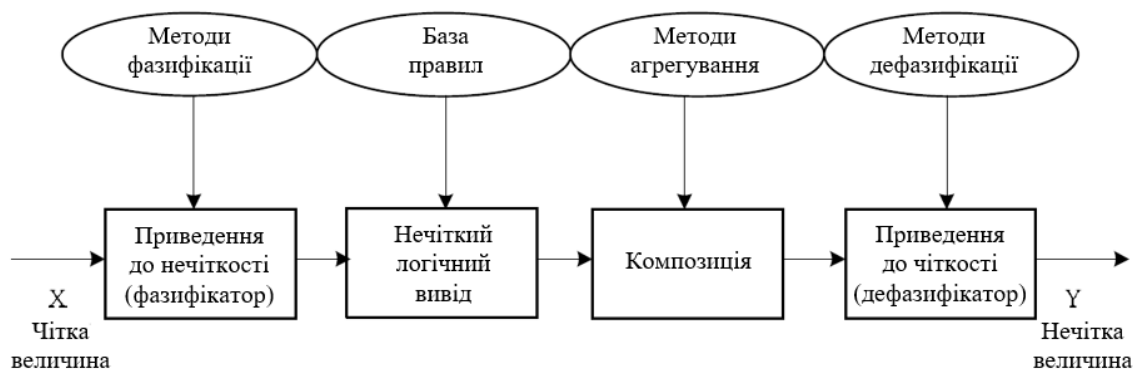 Методи
фазифікації
База
правил
Методи
агрегування
Методи
дефазифікації
Приведення
до нечіткості
(фазифікатор)
Нечіткий
логічний
вивід
Композиція
Приведення
до чіткості
(дефазифікатор)
X
Чітка
величина
Y
Нечітка
величина